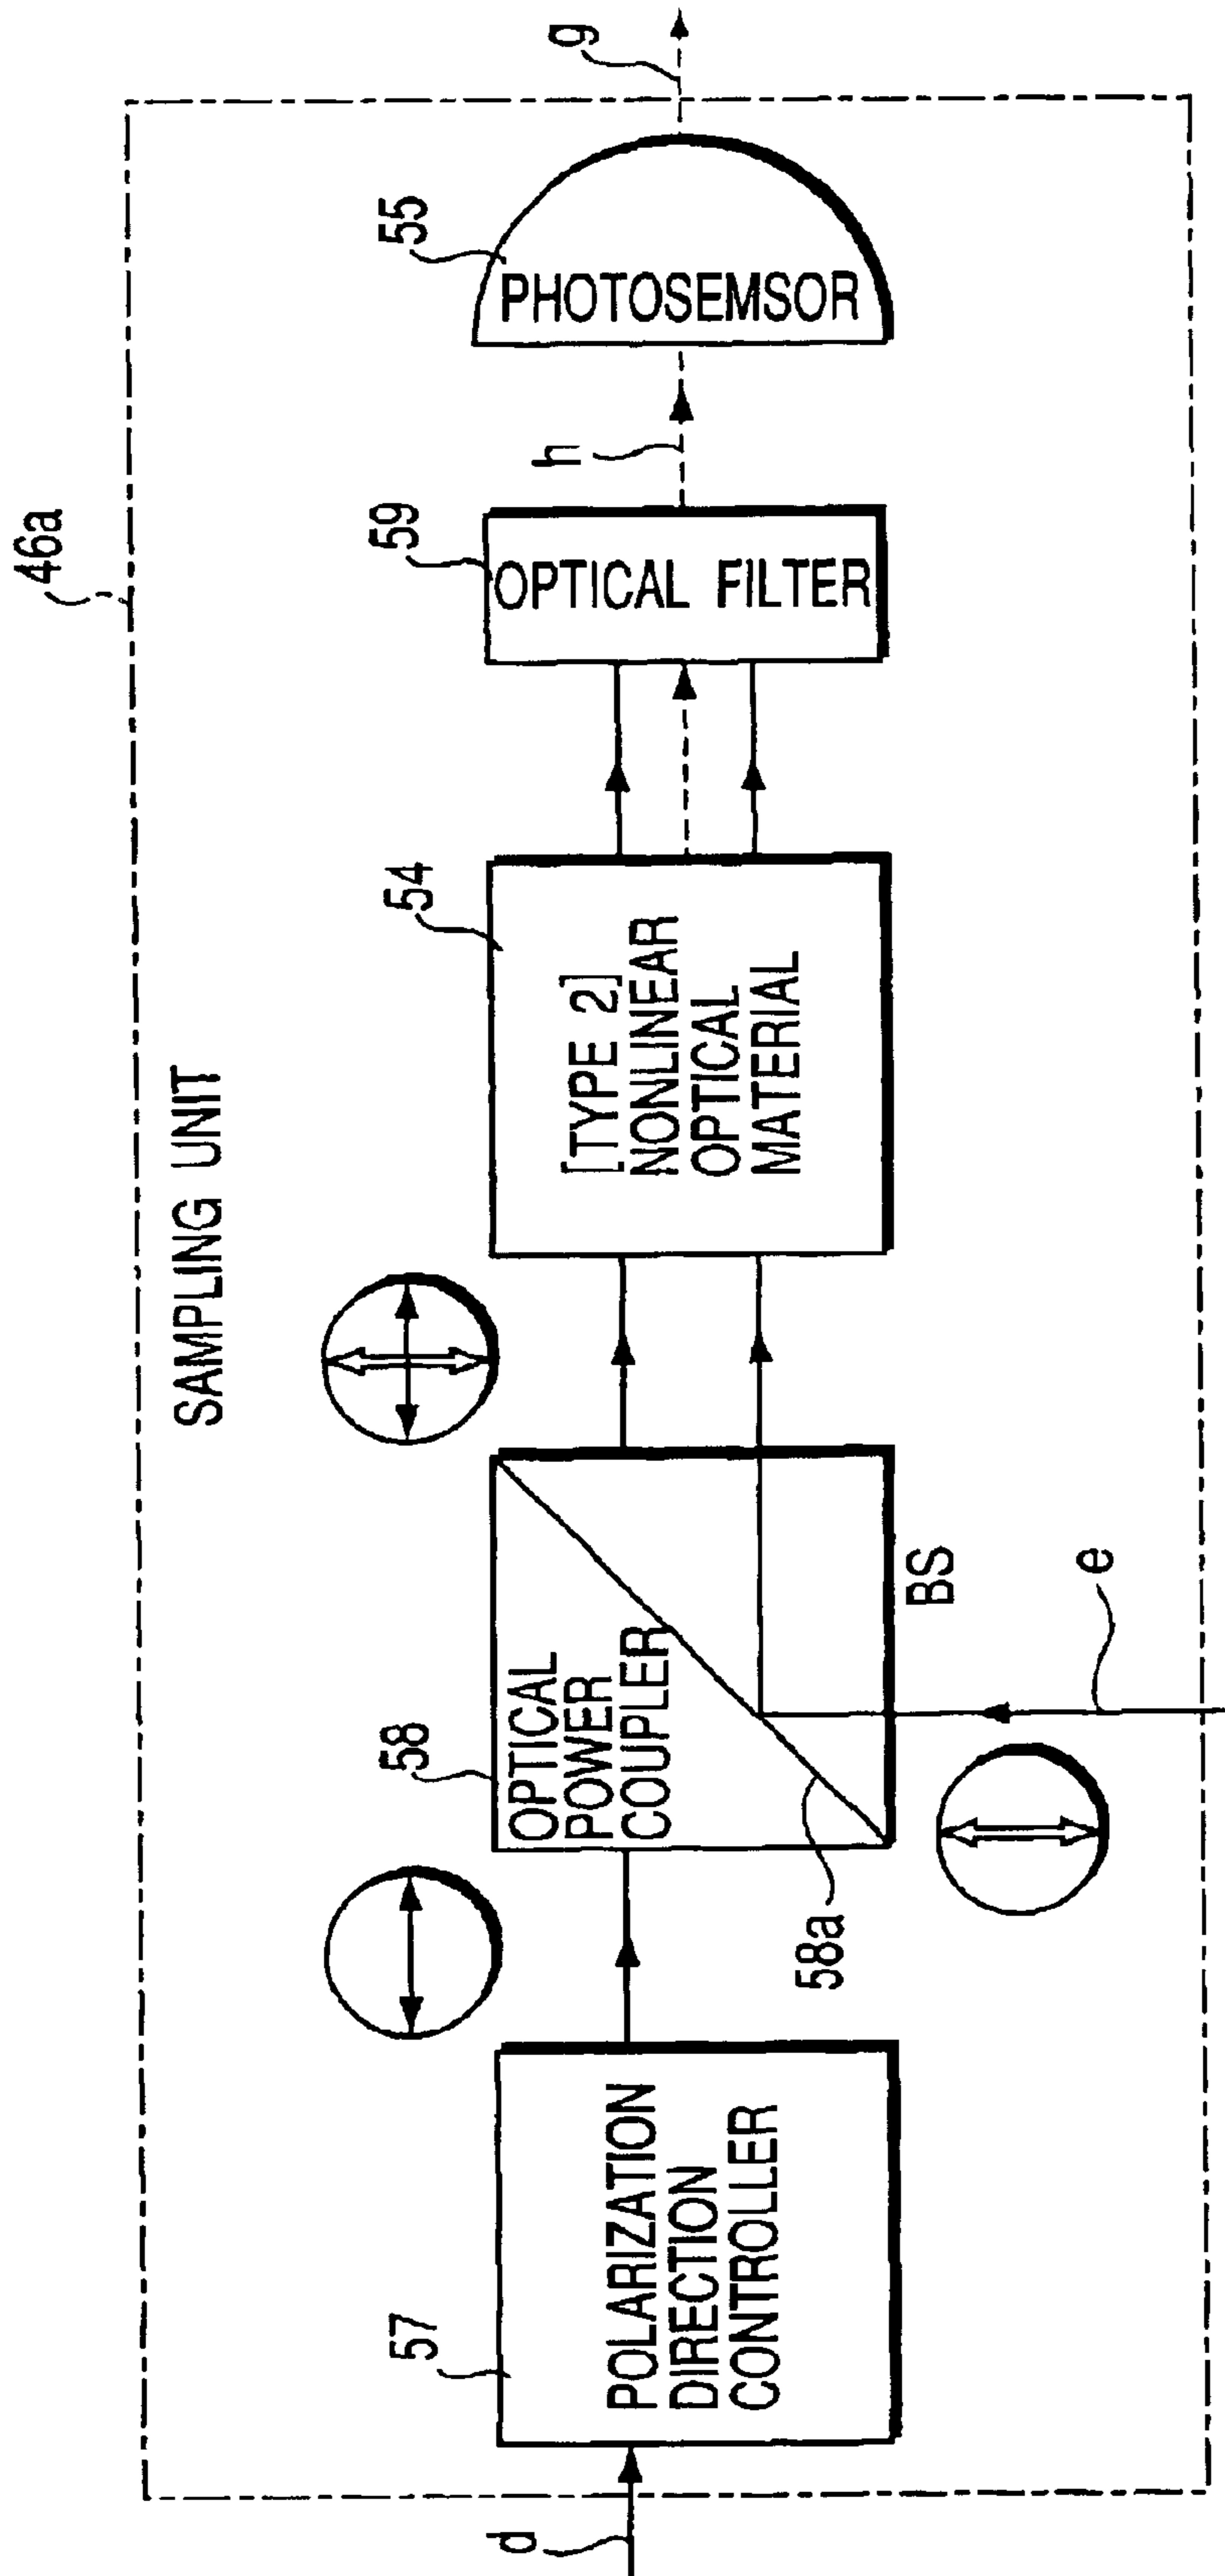 46a
SAMPLING UNIT
d
57
POLARIZATION
DIRECTION
CONTROLLER
58
OPTICAL
POWER
COUPLER
58a
BS
e
54
[TYPE 2]
NONLINEAR
OPTICAL
MATERIAL
59
OPTICAL FILTER
h
55
PHOTOSEMSOR
g